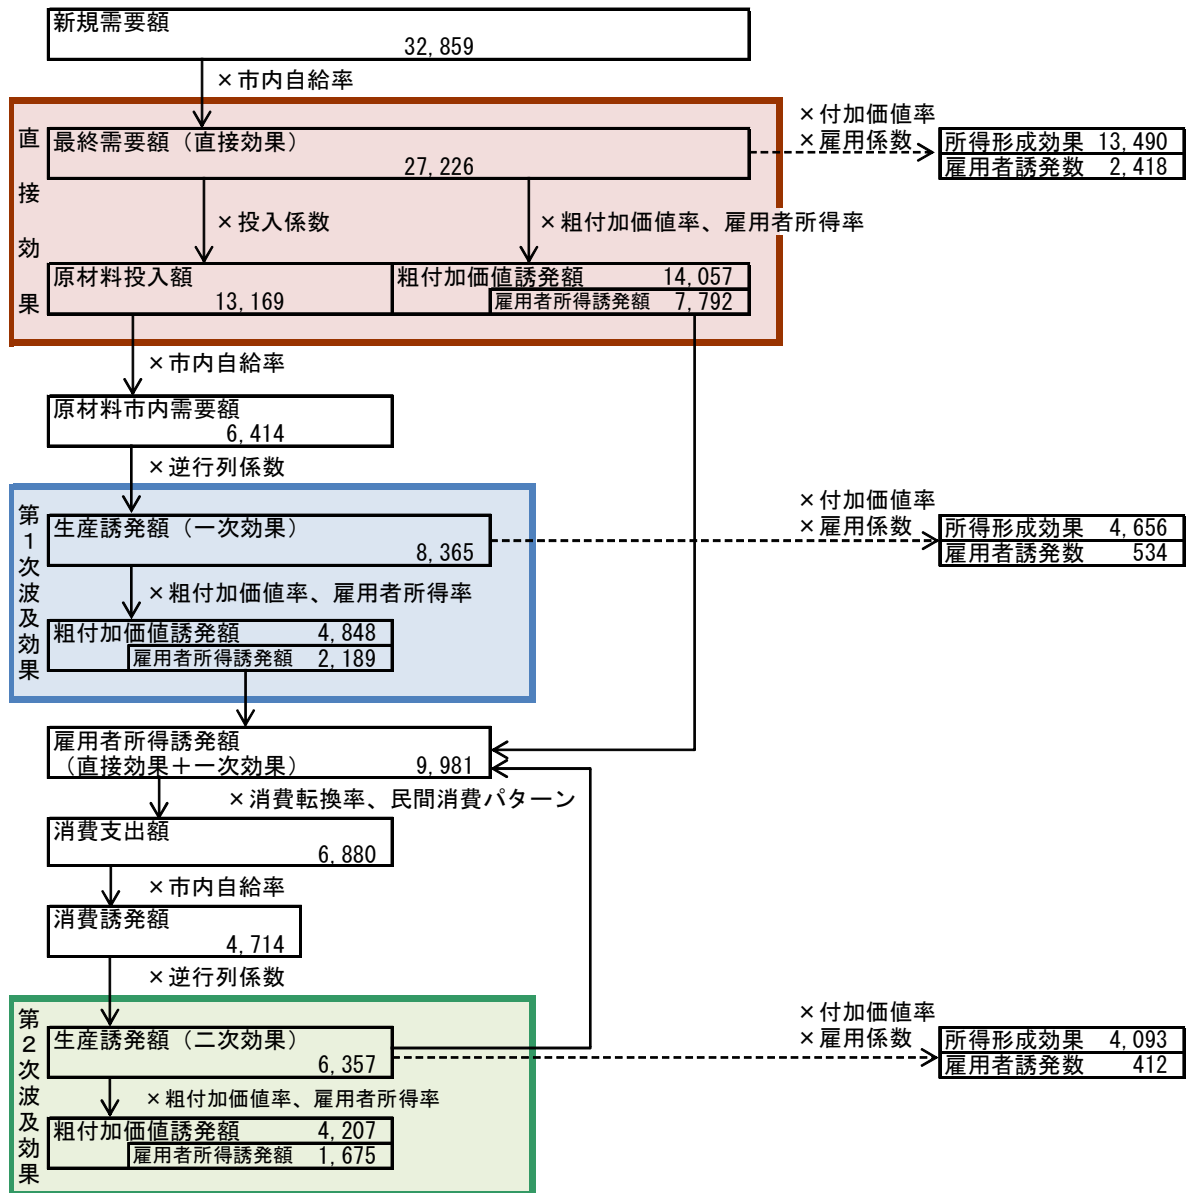 新規需要額
32,859
×市内自給率
直接効果
最終需要額（直接効果）
27,226
×付加価値率
×雇用係数
所得形成効果 13,490
雇用者誘発数 2,418
×投入係数
×粗付加価値率、雇用者所得率
原材料投入額
13,169
粗付加価値誘発額 14,057
雇用者所得誘発額 7,792
×市内自給率
原材料市内需要額
6,414
×逆行列係数
第1次波及効果
生産誘発額（一次効果）
8,365
×付加価値率
×雇用係数
所得形成効果 4,656
雇用者誘発数 534
×粗付加価値率、雇用者所得率
粗付加価値誘発額 4,848
雇用者所得誘発額 2,189
雇用者所得誘発額
（直接効果＋一次効果） 9,981
×消費転換率、民間消費パターン
消費支出額
6,880
×市内自給率
消費誘発額
4,714
×逆行列係数
第2次波及効果
生産誘発額（二次効果）
6,357
×付加価値率
×雇用係数
所得形成効果 4,093
雇用者誘発数 412
×粗付加価値率、雇用者所得率
粗付加価値誘発額 4,207
雇用者所得誘発額 1,675